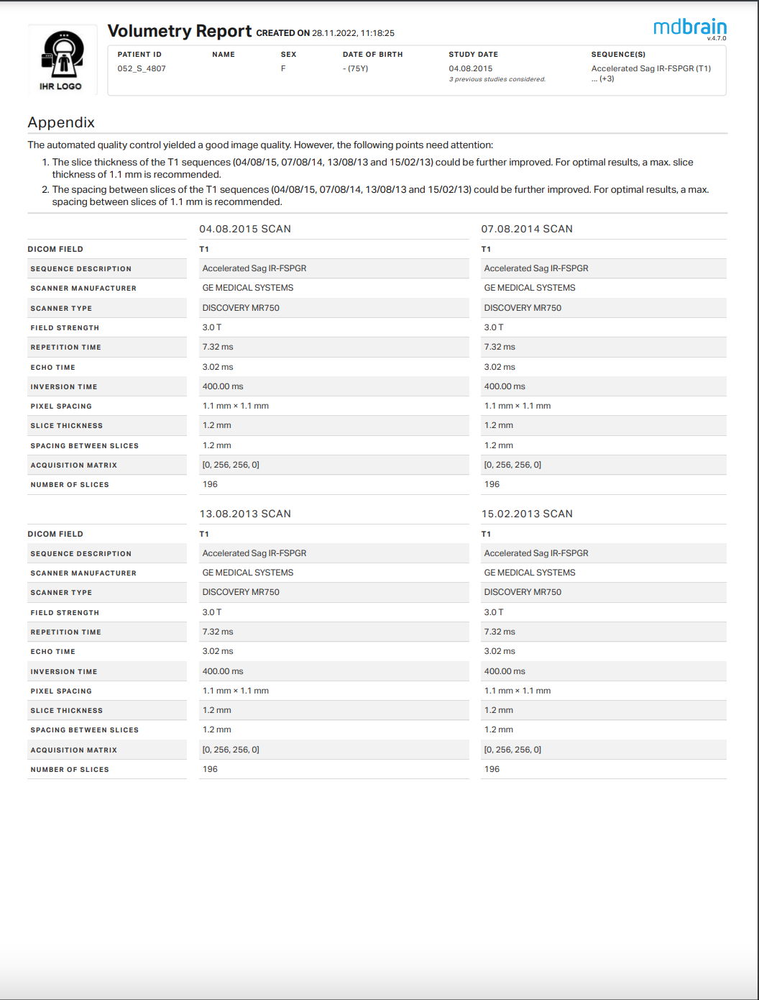 Volumetry Report CREATED ON 28.11.2022, 11:18:25
mdbrain
v.4.7.0
IHR LOGO
PATIENT ID NAME SEX DATE OF BIRTH STUDY DATE SEQUENCE(S)
052_S_4807 F - (75Y) 04.08.2015 Accelerated Sag IR-FSPGR (T1)
3 previous studies considered. ... (+3)
Appendix
The automated quality control yielded a good image quality. However, the following points need attention:
1. The slice thickness of the T1 sequences (04/08/15, 07/08/14, 13/08/13 and 15/02/13) could be further improved. For optimal results, a max. slice
thickness of 1.1 mm is recommended.
2. The spacing between slices of the T1 sequences (04/08/15, 07/08/14, 13/08/13 and 15/02/13) could be further improved. For optimal results, a max.
spacing between slices of 1.1 mm is recommended.
04.08.2015 SCAN 07.08.2014 SCAN
DICOM FIELD T1 T1
SEQUENCE DESCRIPTION Accelerated Sag IR-FSPGR Accelerated Sag IR-FSPGR
SCANNER MANUFACTURER GE MEDICAL SYSTEMS GE MEDICAL SYSTEMS
SCANNER TYPE DISCOVERY MR750 DISCOVERY MR750
FIELD STRENGTH 3.0 T 3.0 T
REPETITION TIME 7.32 ms 7.32 ms
ECHO TIME 3.02 ms 3.02 ms
INVERSION TIME 400.00 ms 400.00 ms
PIXEL SPACING 1.1 mm × 1.1 mm 1.1 mm × 1.1 mm
SLICE THICKNESS 1.2 mm 1.2 mm
SPACING BETWEEN SLICES 1.2 mm 1.2 mm
ACQUISITION MATRIX [0, 256, 256, 0] [0, 256, 256, 0]
NUMBER OF SLICES 196 196
13.08.2013 SCAN 15.02.2013 SCAN
DICOM FIELD T1 T1
SEQUENCE DESCRIPTION Accelerated Sag IR-FSPGR Accelerated Sag IR-FSPGR
SCANNER MANUFACTURER GE MEDICAL SYSTEMS GE MEDICAL SYSTEMS
SCANNER TYPE DISCOVERY MR750 DISCOVERY MR750
FIELD STRENGTH 3.0 T 3.0 T
REPETITION TIME 7.32 ms 7.32 ms
ECHO TIME 3.02 ms 3.02 ms
INVERSION TIME 400.00 ms 400.00 ms
PIXEL SPACING 1.1 mm × 1.1 mm 1.1 mm × 1.1 mm
SLICE THICKNESS 1.2 mm 1.2 mm
SPACING BETWEEN SLICES 1.2 mm 1.2 mm
ACQUISITION MATRIX [0, 256, 256, 0] [0, 256, 256, 0]
NUMBER OF SLICES 196 196